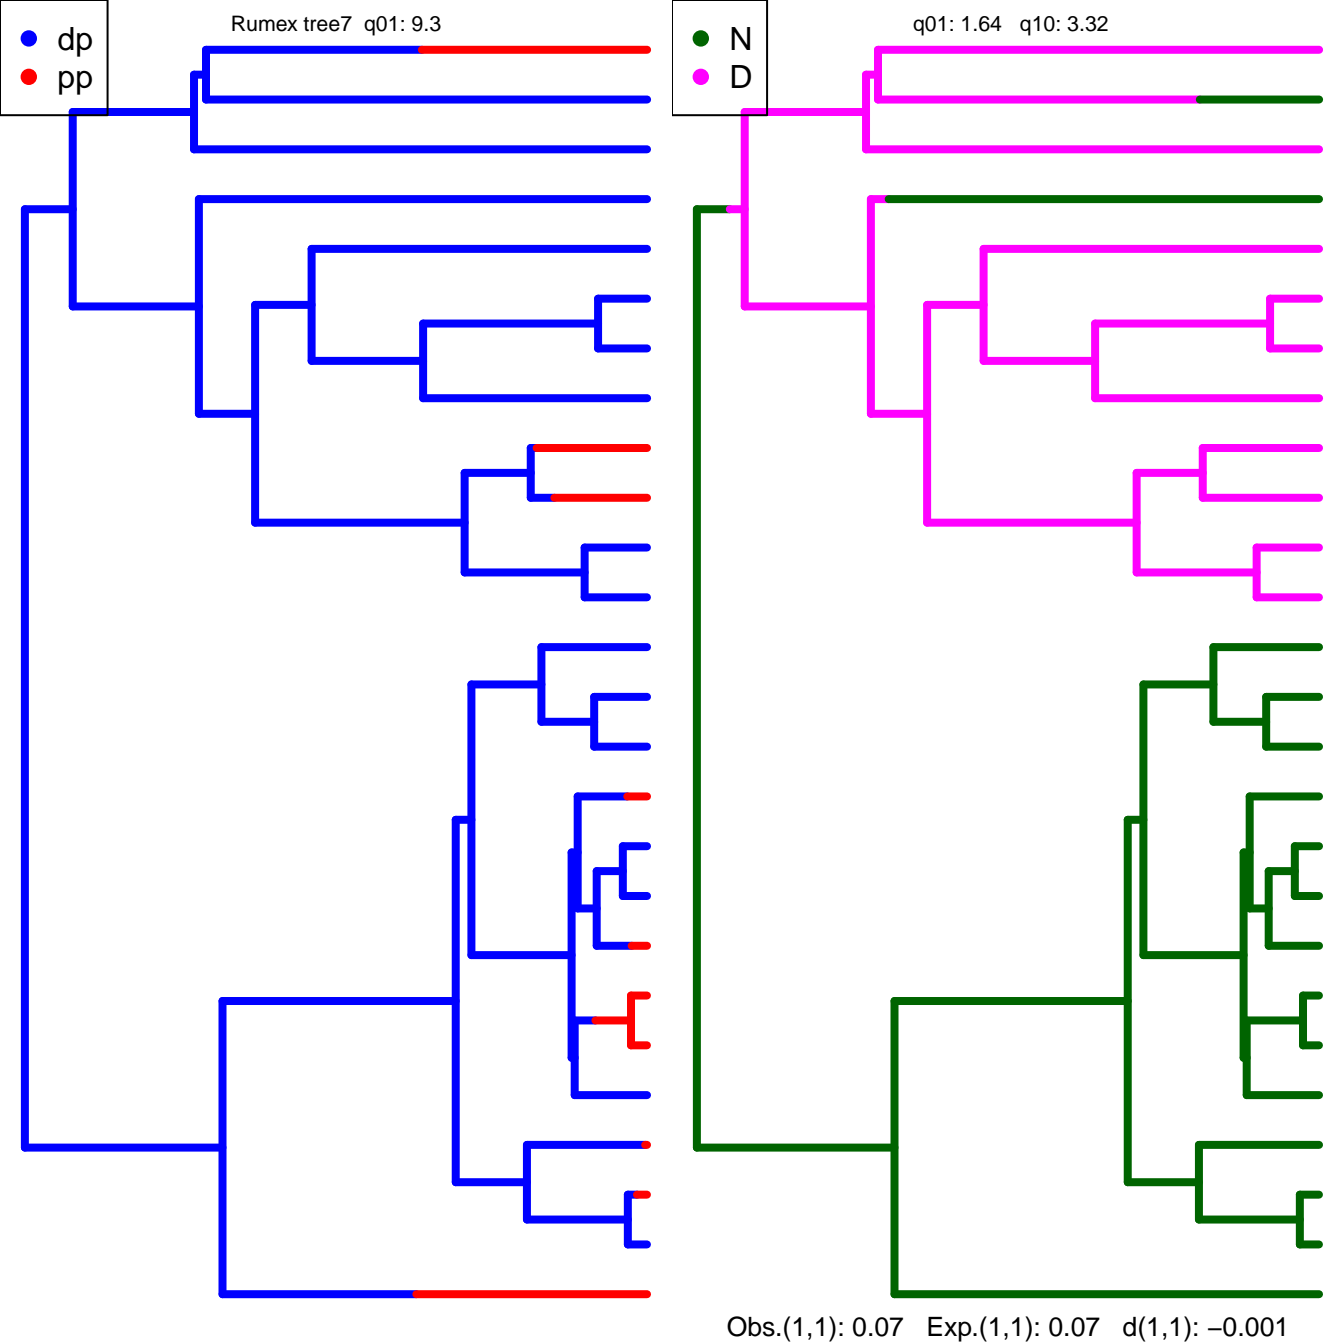 Rumex tree7  q01: 9.3
dp
pp
q01: 1.64   q10: 3.32
N
D
Obs.(1,1): 0.07   Exp.(1,1): 0.07   d(1,1): −0.001